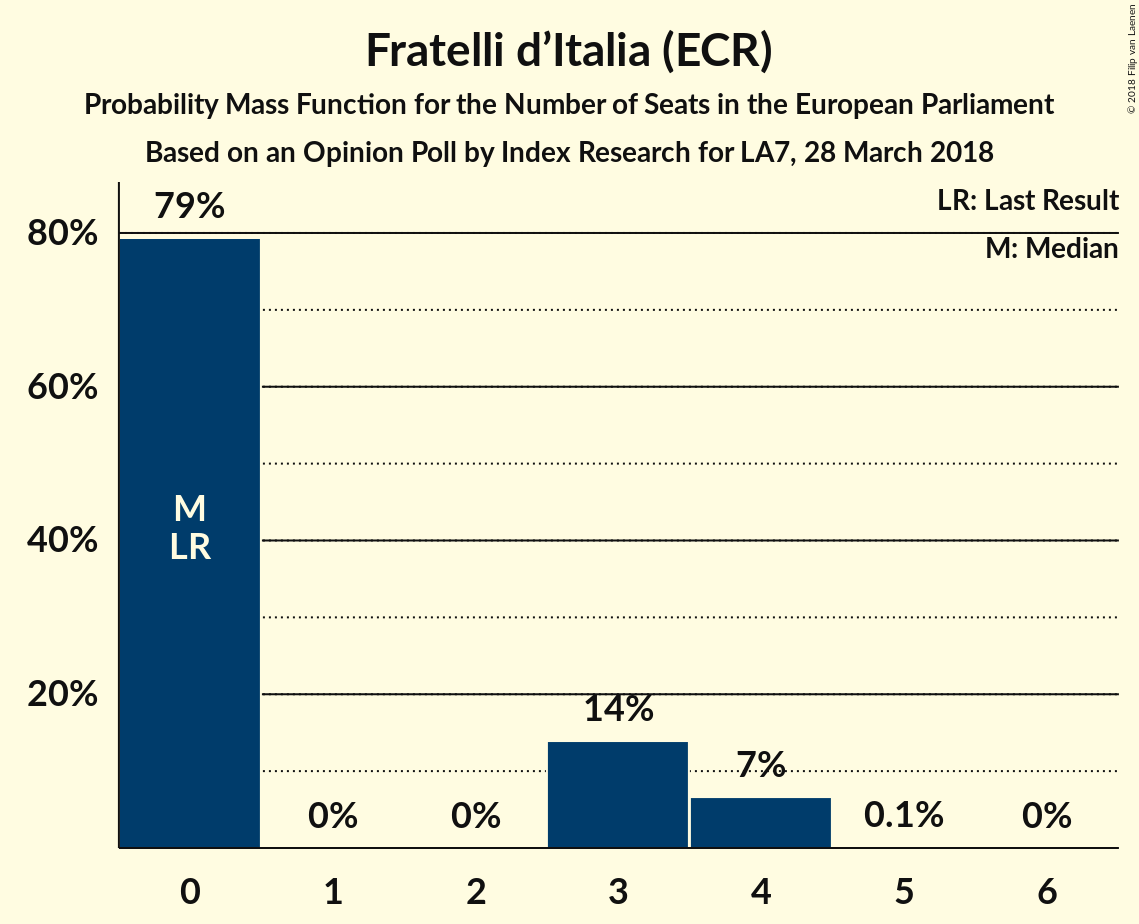 Fratelli d’Italia (ECR)
Probability Mass Function for the Number of Seats in the European Parliament
Based on an Opinion Poll by Index Research for LA7, 28 March 2018
© 2018 Filip van Laenen
LR: Last Result
M: Median
80%
60%
40%
20%
79%
M
LR
0%
0%
14%
7%
0.1%
0%
0
1
2
3
4
5
6